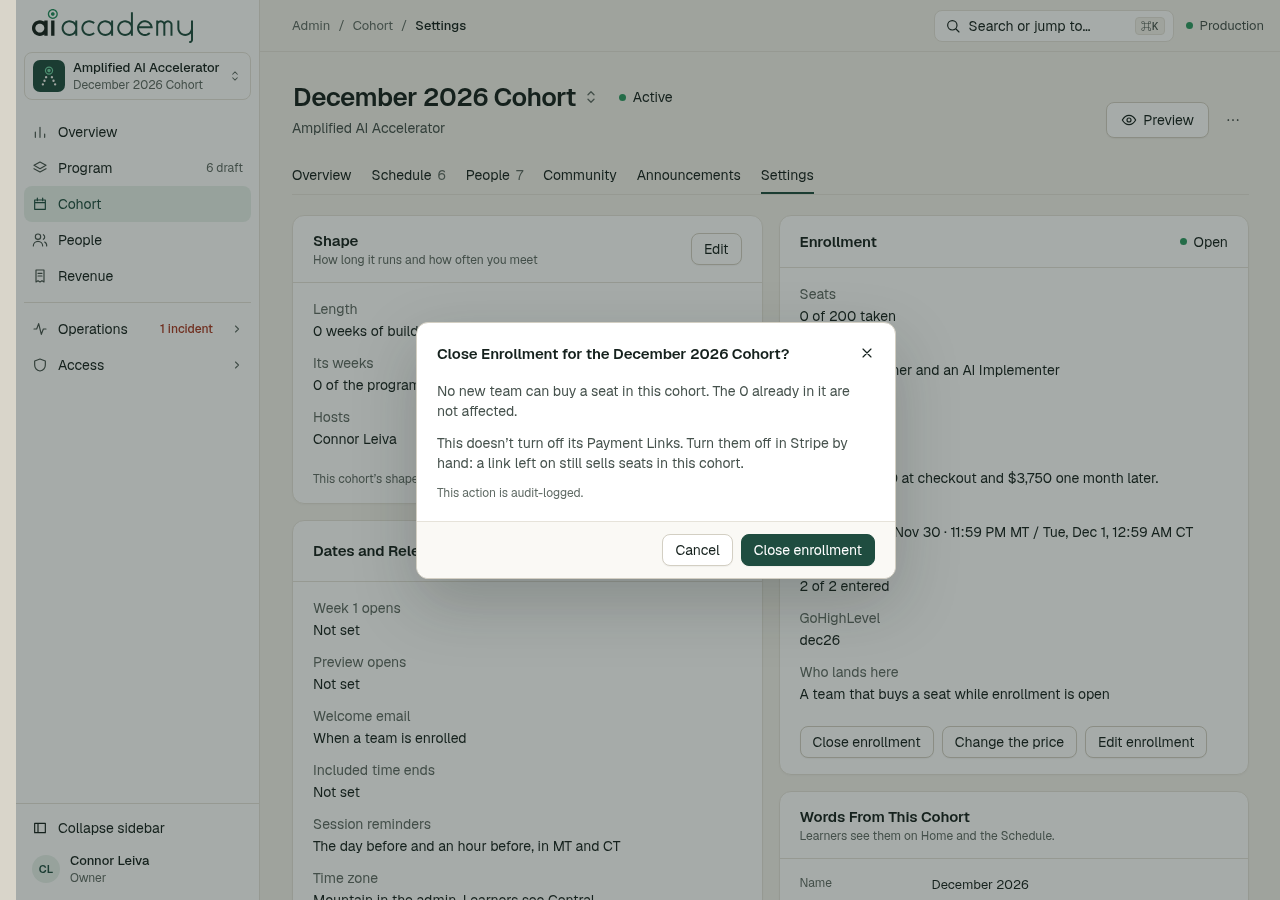 ai academy
Amplified AI Accelerator
December 2026 Cohort
Overview
Program 6 draft
Cohort
People
Revenue
Operations 1 incident
Access
Collapse sidebar
CL
Connor Leiva
Owner
Admin / Cohort / Settings
Search or jump to… ⌘K
Production
December 2026 Cohort
Active
Amplified AI Accelerator
Preview
Overview Schedule 6 People 7 Community Announcements Settings
Shape
How long it runs and how often you meet
Edit
Length
0 weeks of build
Its weeks
0 of the program
Hosts
Connor Leiva
This cohort's shape
Dates and Rele
Week 1 opens
Not set
Preview opens
Not set
Welcome email
When a team is enrolled
Included time ends
Not set
Session reminders
The day before and an hour before, in MT and CT
Time zone
Mountain in the admin. Learners see Central.
Enrollment
Open
Seats
0 of 200 taken
and an AI Implementer
at checkout and $3,750 one month later.
Nov 30 · 11:59 PM MT / Tue, Dec 1, 12:59 AM CT
2 of 2 entered
GoHighLevel
dec26
Who lands here
A team that buys a seat while enrollment is open
Close enrollment
Change the price
Edit enrollment
Words From This Cohort
Learners see them on Home and the Schedule.
Name December 2026
Close Enrollment for the December 2026 Cohort?
No new team can buy a seat in this cohort. The 0 already in it are
not affected.
This doesn't turn off its Payment Links. Turn them off in Stripe by
hand: a link left on still sells seats in this cohort.
This action is audit-logged.
Cancel
Close enrollment